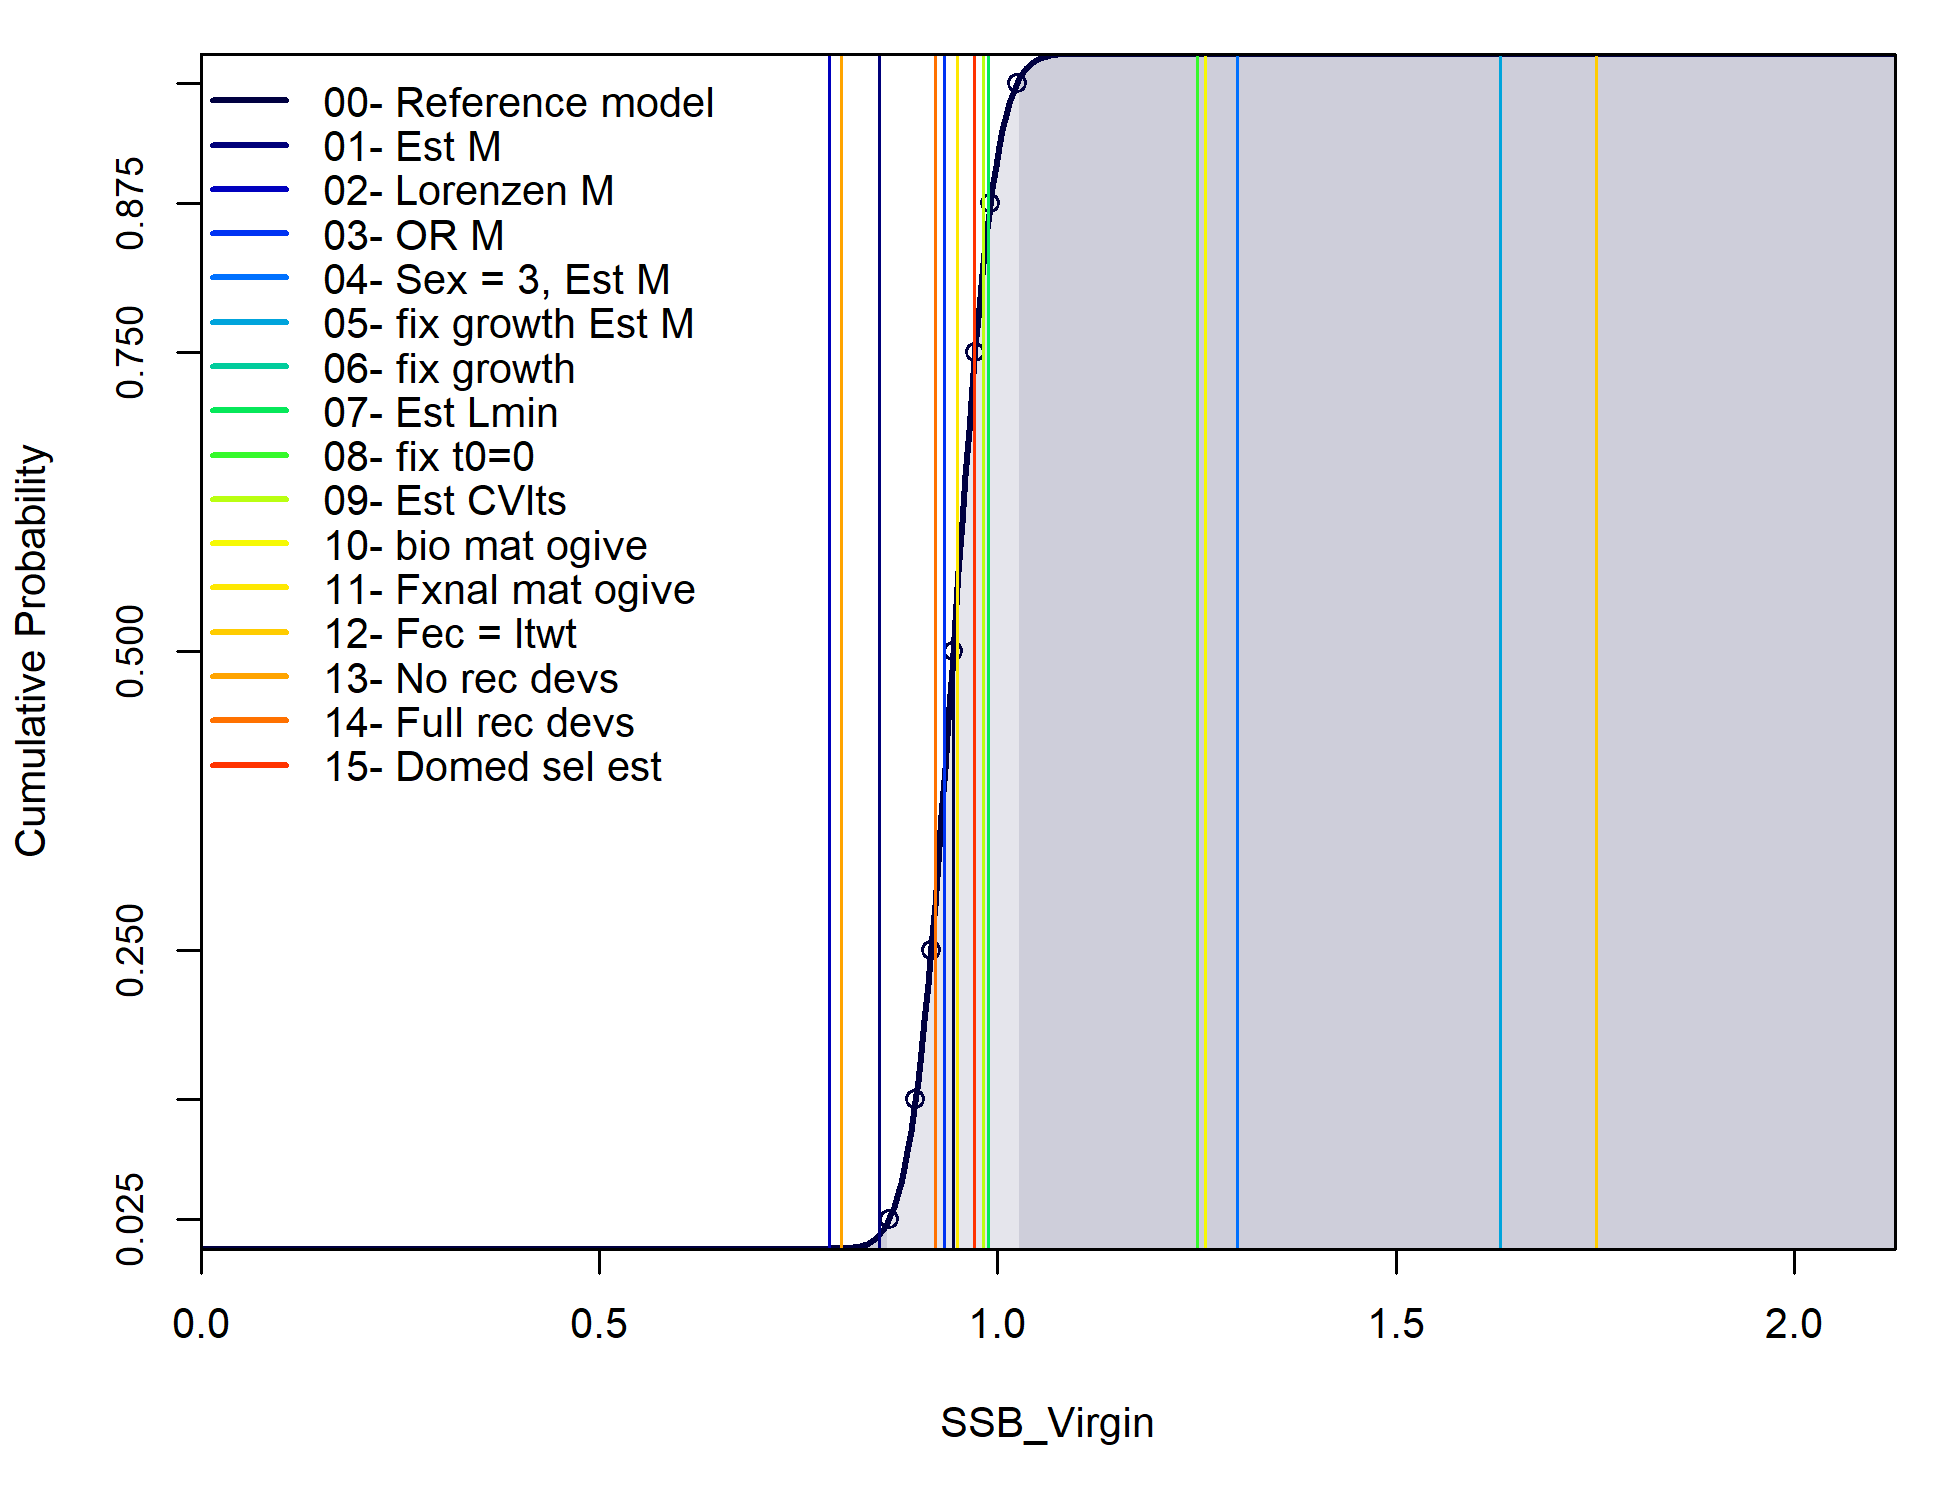 00- Reference model
01- Est M
02- Lorenzen M
03- OR M
04- Sex = 3, Est M
05- fix growth Est M
06- fix growth
07- Est Lmin
08- fix t0=0
09- Est CVlts
10- bio mat ogive
11- Fxnal mat ogive
12- Fec = ltwt
13- No rec devs
14- Full rec devs
15- Domed sel est
Cumulative Probability
0.875
0.750
0.500
0.250
0.025
0.0 0.5 1.0 1.5 2.0
SSB_Virgin